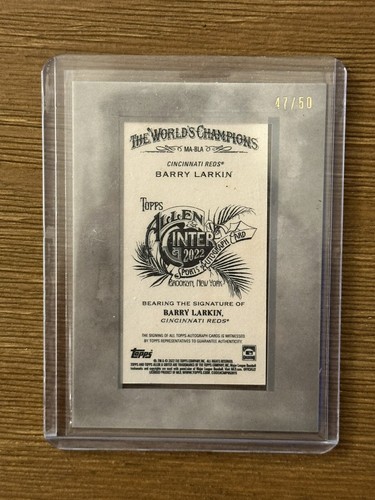 47/50
THE WORLD'S CHAMPIONS
MA-BLA
CINCINNATI REDS®
BARRY LARKIN
TOPPS
ALLEN
&
GINTER
2022
SPORTS AUTOGRAPH CARD
BROOKLYN, NEW YORK
BEARING THE SIGNATURE OF
BARRY LARKIN,
CINCINNATI REDS®
THE SIGNING OF ALL TOPPS AUTOGRAPH CARDS IS WITNESSED
BY TOPPS REPRESENTATIVES TO GUARANTEE AUTHENTICITY.
Topps